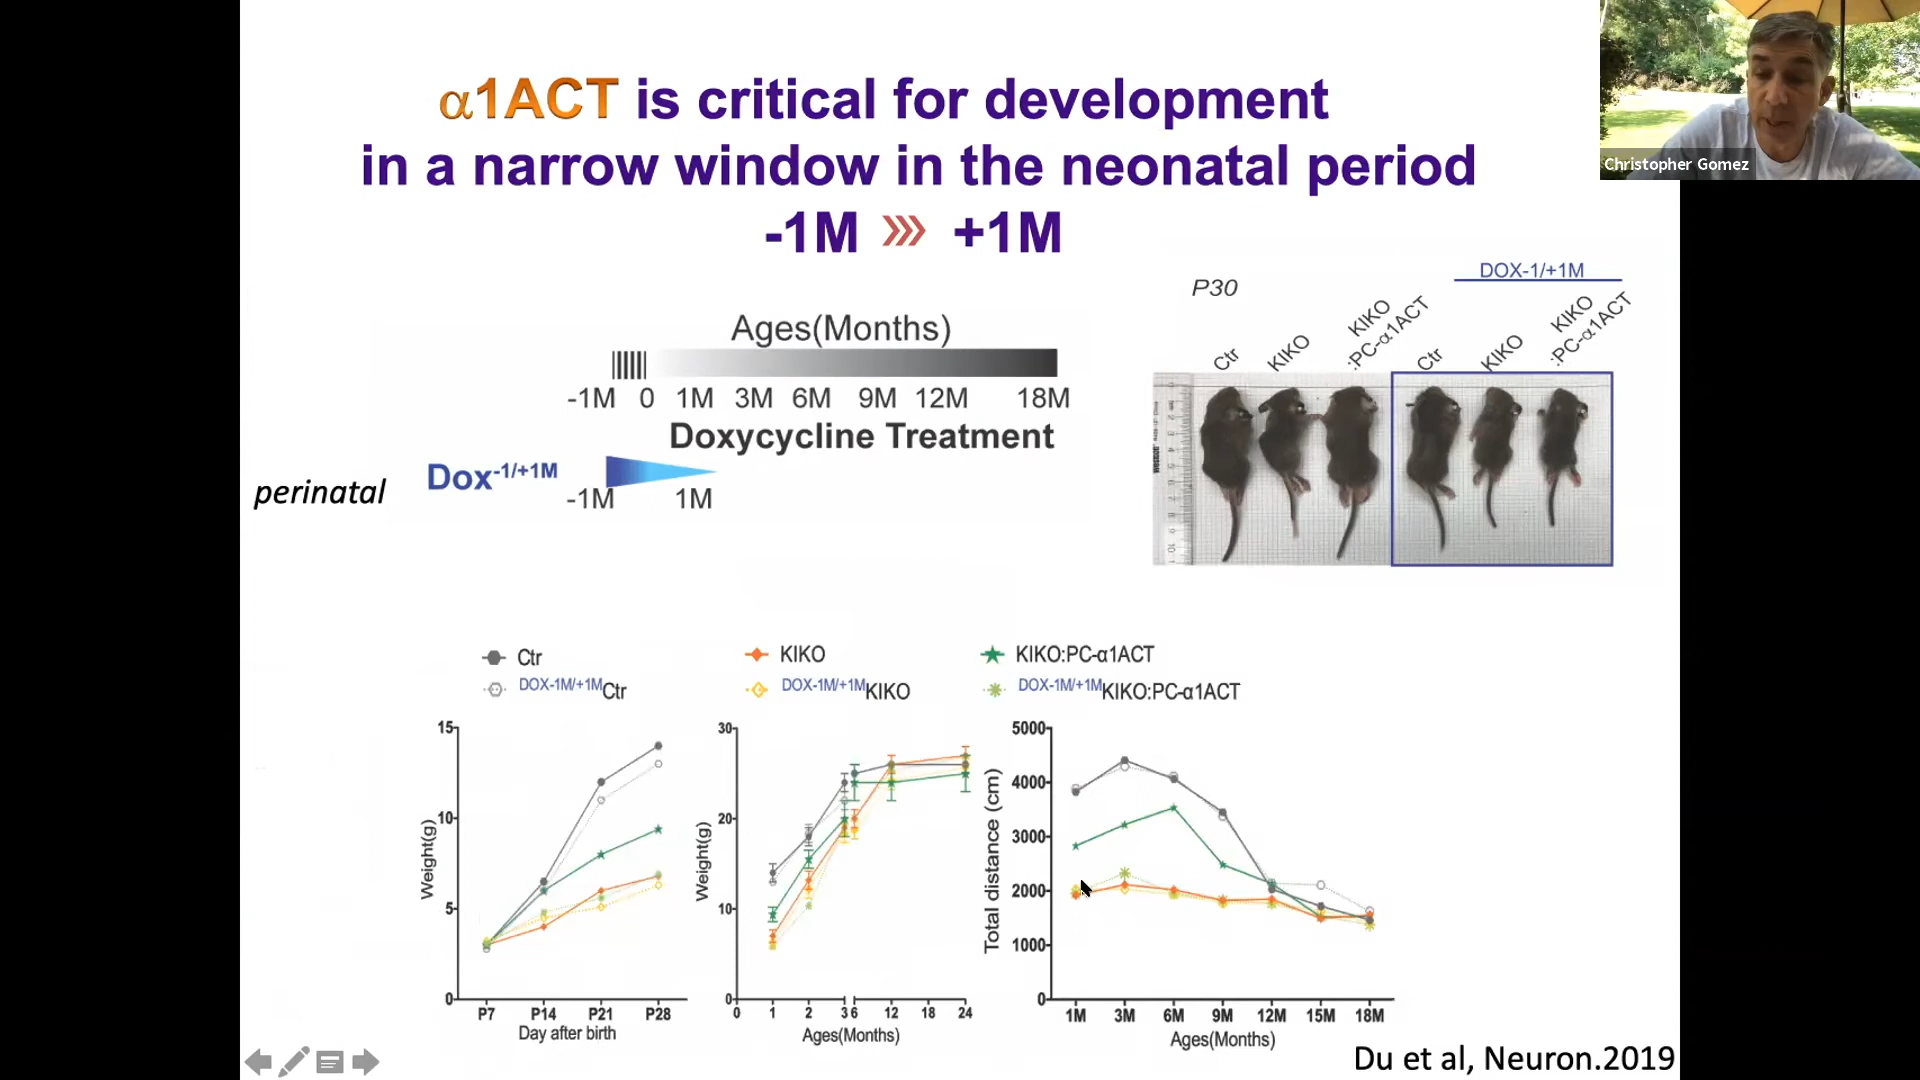 α1ACT is critical for development
in a narrow window in the neonatal period
-1M >>> +1M
Christopher Gomez
Ages(Months)
-1M 0 1M 3M 6M 9M 12M 18M
Doxycycline Treatment
perinatal
Dox-1/+1M
-1M 1M
P30
DOX-1/+1M
Ctr
KIKO
KIKO
:PC-α1ACT
Ctr
KIKO
KIKO
:PC-α1ACT
Ctr
KIKO
KIKO:PC-α1ACT
DOX-1M/+1MCtr
DOX-1M/+1MKIKO
DOX-1M/+1MKIKO:PC-α1ACT
Weight(g)
15
10
5
0
P7 P14 P21 P28
Day after birth
Weight(g)
30
20
10
0
0 1 2 3 6 12 18 24
Ages(Months)
Total distance (cm)
5000
4000
3000
2000
1000
0
1M 3M 6M 9M 12M 15M 18M
Ages(Months)
Du et al, Neuron.2019